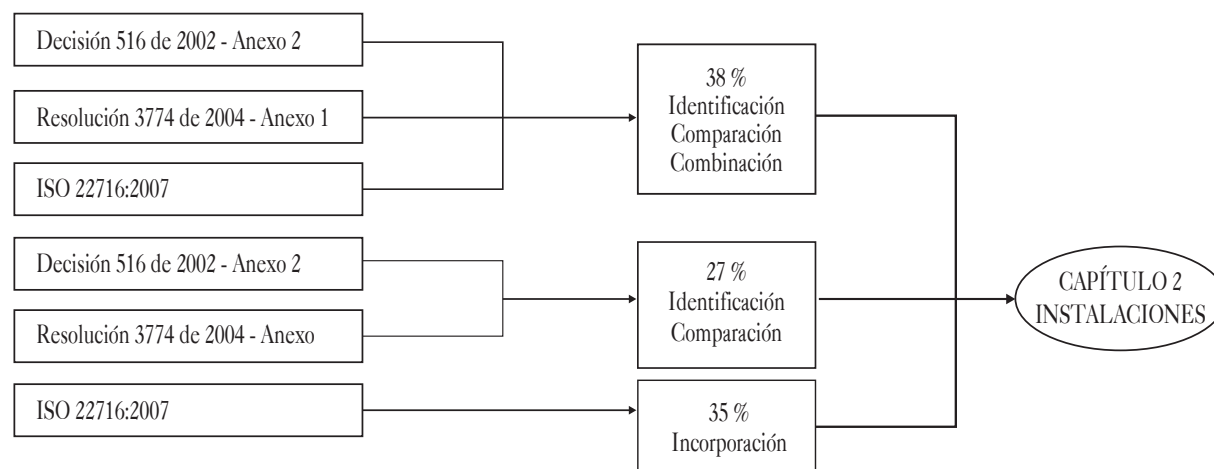 Decisión 516 de 2002 - Anexo 2
Resolución 3774 de 2004 - Anexo 1
ISO 22716:2007
38 %
Identificación
Comparación
Combinación
Decisión 516 de 2002 - Anexo 2
Resolución 3774 de 2004 - Anexo
27 %
Identificación
Comparación
ISO 22716:2007
35 %
Incorporación
CAPÍTULO 2
INSTALACIONES